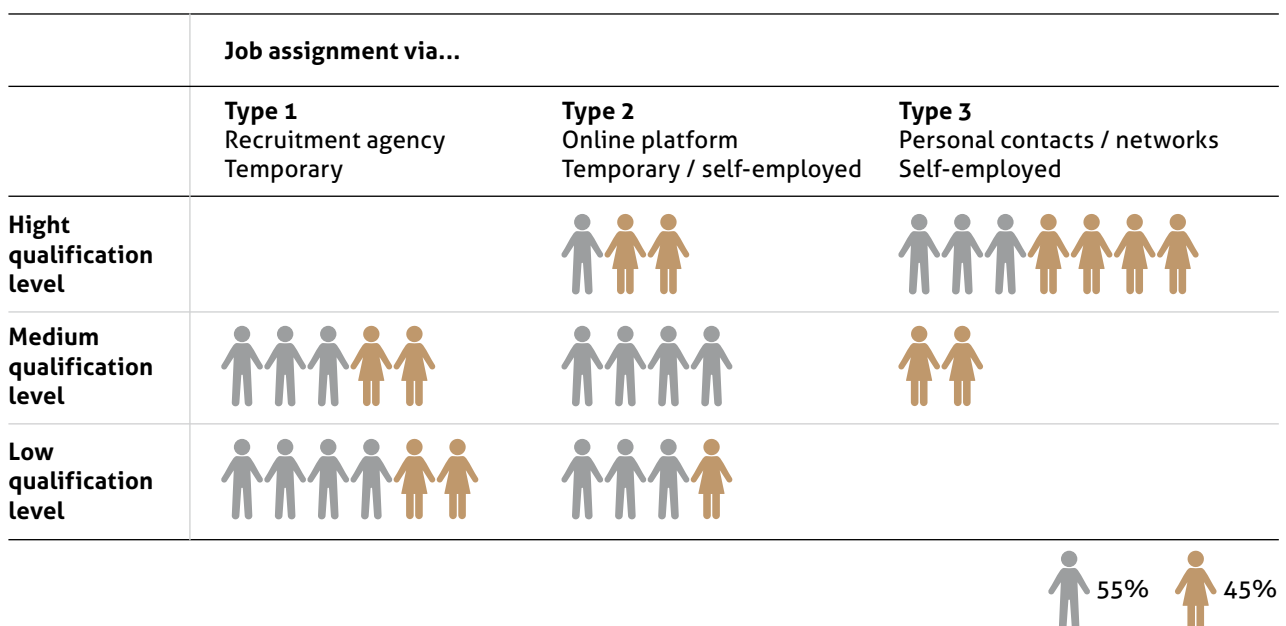 Job assignment via...
Type 1
Recruitment agency
Temporary
Type 2
Online platform
Temporary / self-employed
Type 3
Personal contacts / networks
Self-employed
Hight
qualification
level
Medium
qualification
level
Low
qualification
level
55%
45%